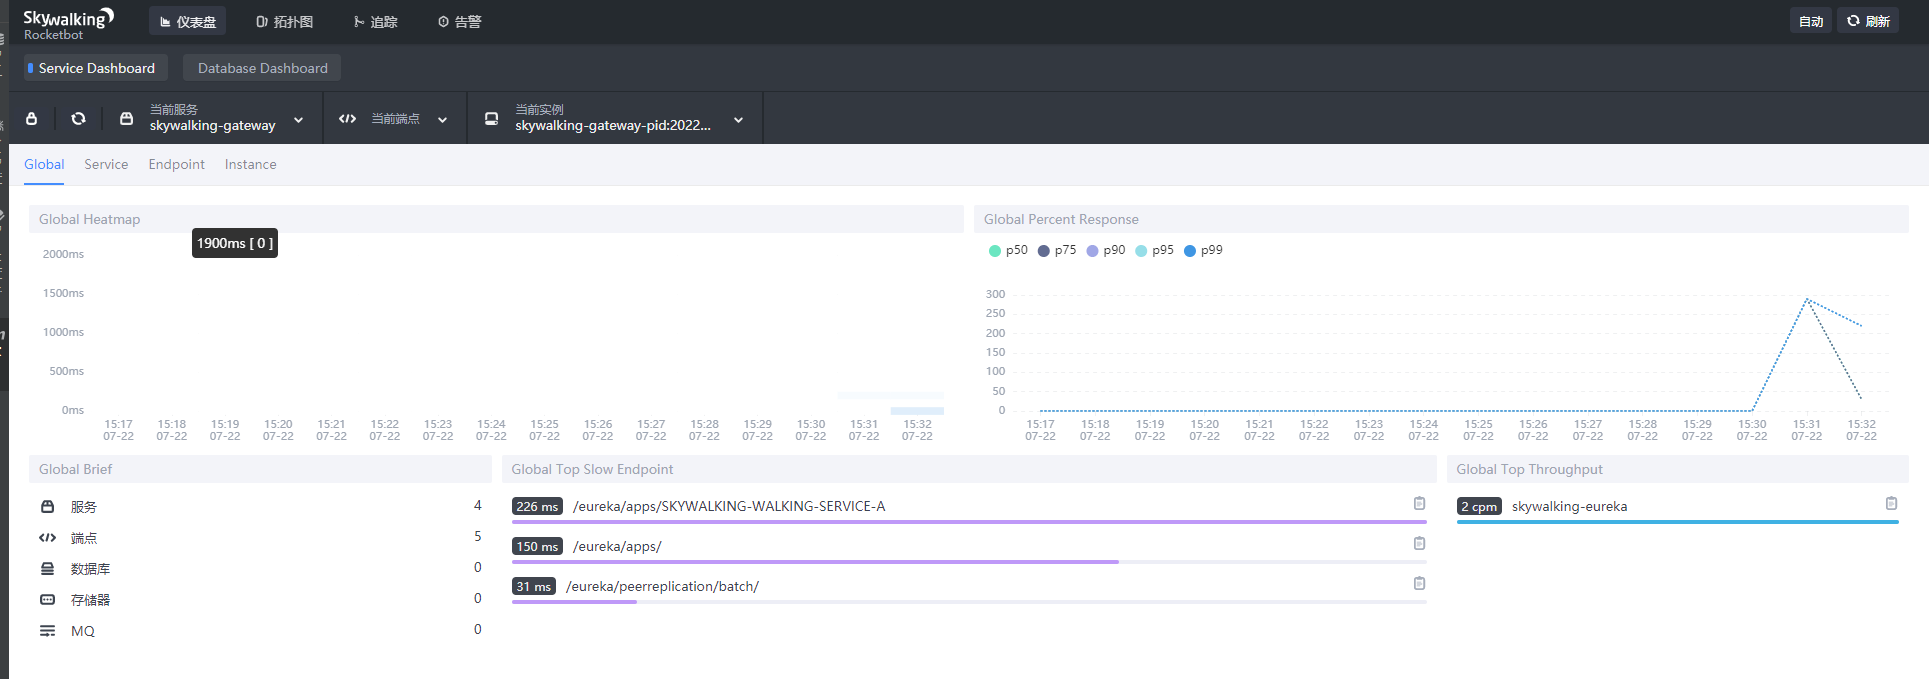 Skywalking
Rocketbot
仪表盘
拓扑图
追踪
告警
自动
刷新
Service Dashboard
Database Dashboard
当前服务
skywalking-gateway
当前端点
当前实例
skywalking-gateway-pid:2022...
Global
Service
Endpoint
Instance
Global Heatmap
1900ms [ 0 ]
2000ms
1500ms
1000ms
500ms
0ms
15:17 15:18 15:19 15:20 15:21 15:22 15:23 15:24 15:25 15:26 15:27 15:28 15:29 15:30 15:31 15:32
07-22 07-22 07-22 07-22 07-22 07-22 07-22 07-22 07-22 07-22 07-22 07-22 07-22 07-22 07-22 07-22
Global Percent Response
p50 p75 p90 p95 p99
300
250
200
150
100
50
0
15:17 15:18 15:19 15:20 15:21 15:22 15:23 15:24 15:25 15:26 15:27 15:28 15:29 15:30 15:31 15:32
07-22 07-22 07-22 07-22 07-22 07-22 07-22 07-22 07-22 07-22 07-22 07-22 07-22 07-22 07-22 07-22
Global Brief
服务 4
端点 5
数据库 0
存储器 0
MQ 0
Global Top Slow Endpoint
226 ms /eureka/apps/SKYWALKING-WALKING-SERVICE-A
150 ms /eureka/apps/
31 ms /eureka/peerreplication/batch/
Global Top Throughput
2 cpm skywalking-eureka